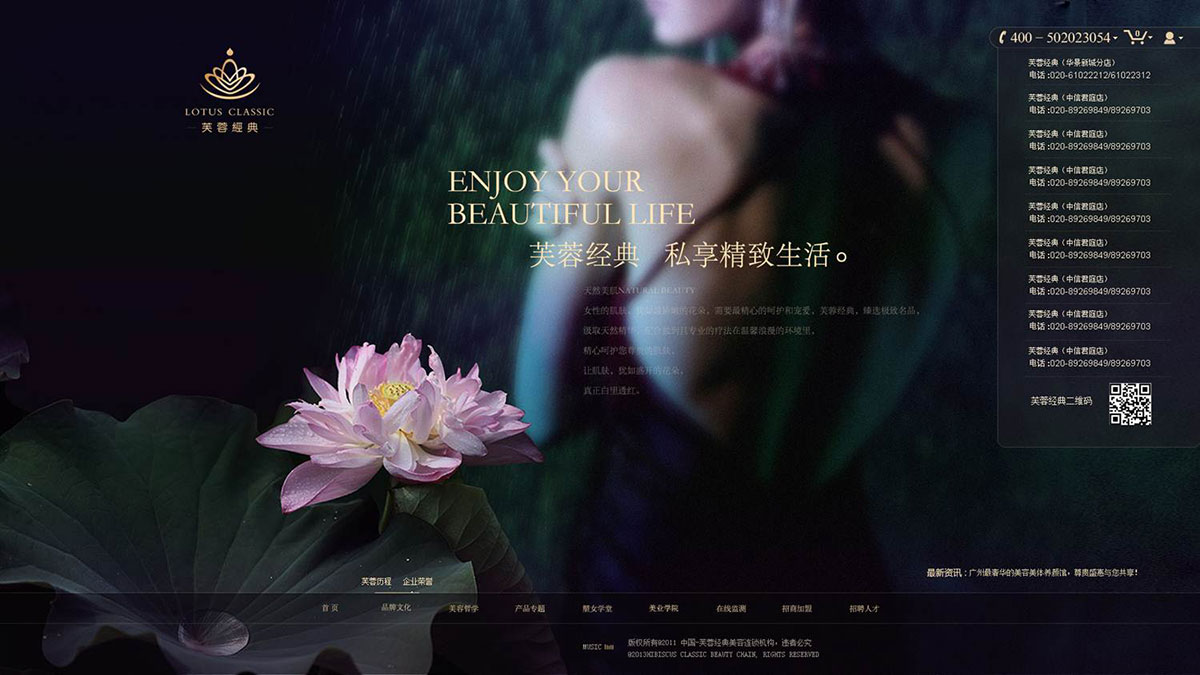 LOTUS CLASSIC
芙蓉經典
400 – 502023054
0
芙蓉经典（华景新城分店）
电话:020-61022212/61022312
芙蓉经典（中信君庭店）
电话:020-89269849/89269703
芙蓉经典（中信君庭店）
电话:020-89269849/89269703
芙蓉经典（中信君庭店）
电话:020-89269849/89269703
芙蓉经典（中信君庭店）
电话:020-89269849/89269703
芙蓉经典（中信君庭店）
电话:020-89269849/89269703
芙蓉经典（中信君庭店）
电话:020-89269849/89269703
芙蓉经典（中信君庭店）
电话:020-89269849/89269703
芙蓉经典（中信君庭店）
电话:020-89269849/89269703
芙蓉经典二维码
ENJOY YOUR
BEAUTIFUL LIFE
芙蓉经典 私享精致生活。
天然美肌NATURAL BEAUTY
女性的肌肤，的花朵，需要最精心的呵护和宠爱，芙蓉经典，臻选极致名品，
级取天然精专业的疗法在温馨浪漫的环境里，
精心呵护您肌肤，
让肌肤，犹如盛开的花朵，
真正白里透红。
最新资讯：广州最奢华的美容美体养颜馆，尊贵盛惠与您共享！
芙蓉历程 企业荣誉
首页 品牌文化 美容哲学 产品专题 塑女学堂 美业学院 在线监测 招商加盟 招聘人才
MUSIC
版权所有@2011 中国-芙蓉经典美容连锁机构，违者必究
@2013HIBISCUS CLASSIC BEAUTY CHAIN, RIGHTS RESERVED